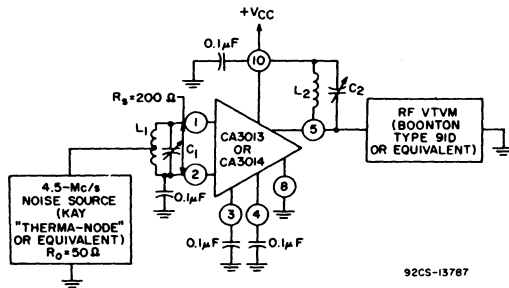 +VCC
0.1µF
10
RS=200 Ω
L2
C2
1
L1
C1
CA3013
OR
CA3014
5
RF VTVM
(BOONTON
TYPE 91D
OR EQUIVALENT)
2
8
0.1µF
4.5-Mc/s
NOISE SOURCE
(KAY
"THERMA-NODE"
OR EQUIVALENT)
Ro=50Ω
3
4
0.1µF
0.1µF
92CS-13787